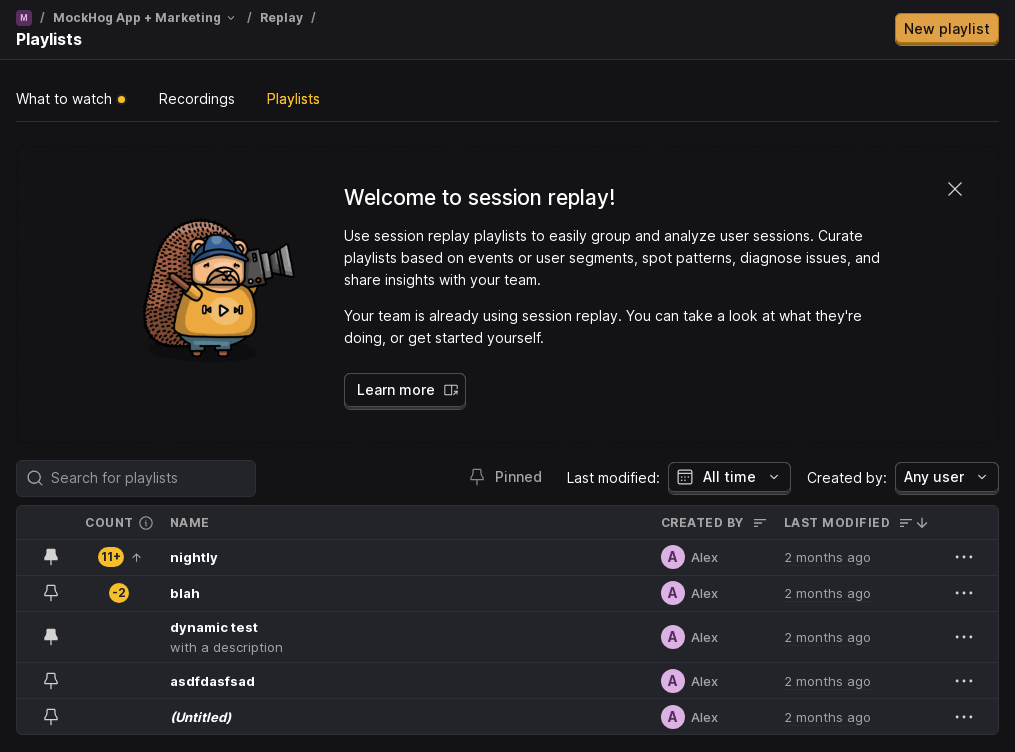 M / MockHog App + Marketing / Replay /
Playlists
New playlist
What to watch
Recordings
Playlists
Welcome to session replay!
Use session replay playlists to easily group and analyze user sessions. Curate
playlists based on events or user segments, spot patterns, diagnose issues, and
share insights with your team.
Your team is already using session replay. You can take a look at what they're
doing, or get started yourself.
Learn more
Search for playlists
Pinned
Last modified: All time
Created by: Any user
COUNT NAME CREATED BY LAST MODIFIED
11+ nightly A Alex 2 months ago
-2 blah A Alex 2 months ago
dynamic test A Alex 2 months ago
with a description
asdfdasfsad A Alex 2 months ago
(Untitled) A Alex 2 months ago